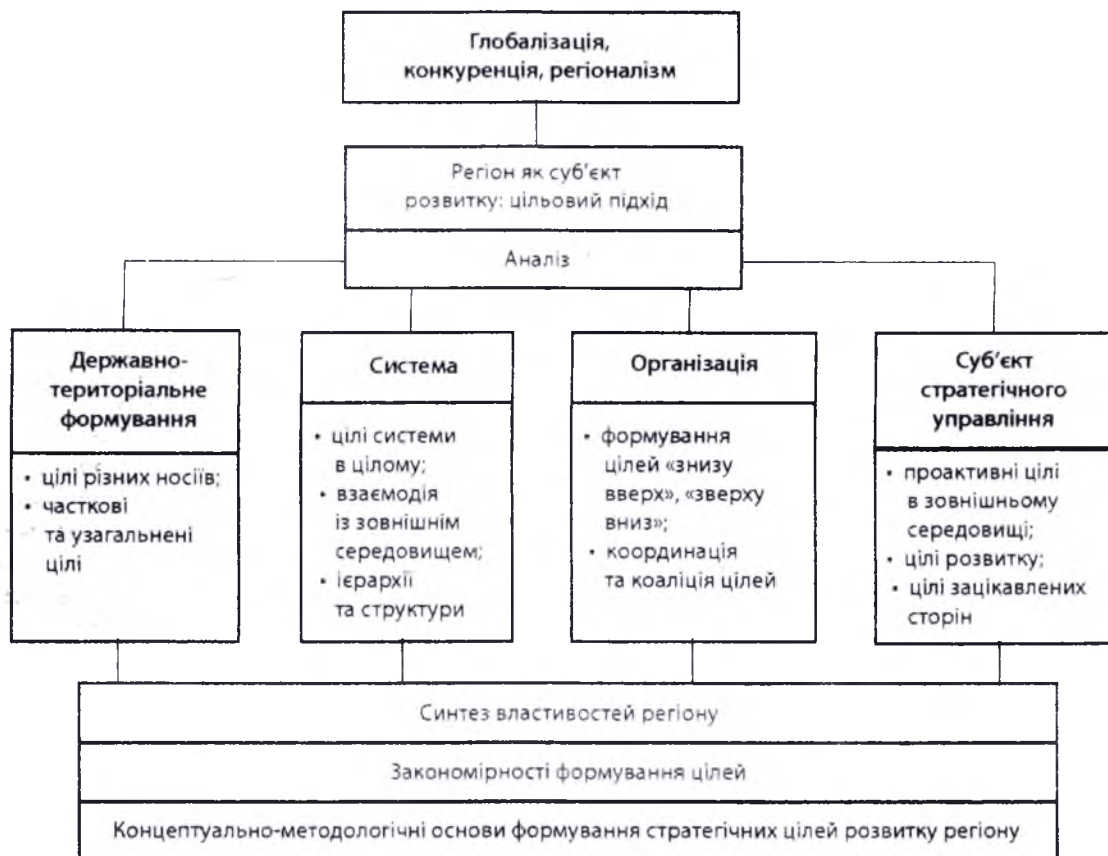 Глобалізація,
конкуренція, регіоналізм
Регіон як суб’єкт
розвитку: цільовий підхід
Аналіз
Державно-
територіальне
формування
• цілі різних носіїв;
• часткові
та узагальнені
цілі
Система
• цілі системи
в цілому;
• взаємодія
із зовнішнім
середовищем;
• ієрархії
та структури
Організація
• формування
цілей «знизу
вверх», «зверху
вниз»;
• координація
та коаліція цілей
Суб’єкт
стратегічного
управління
• проактивні цілі
в зовнішньому
середовищі;
• цілі розвитку;
• цілі зацікавлених
сторін
Синтез властивостей регіону
Закономірності формування цілей
Концептуально-методологічні основи формування стратегічних цілей розвитку регіону